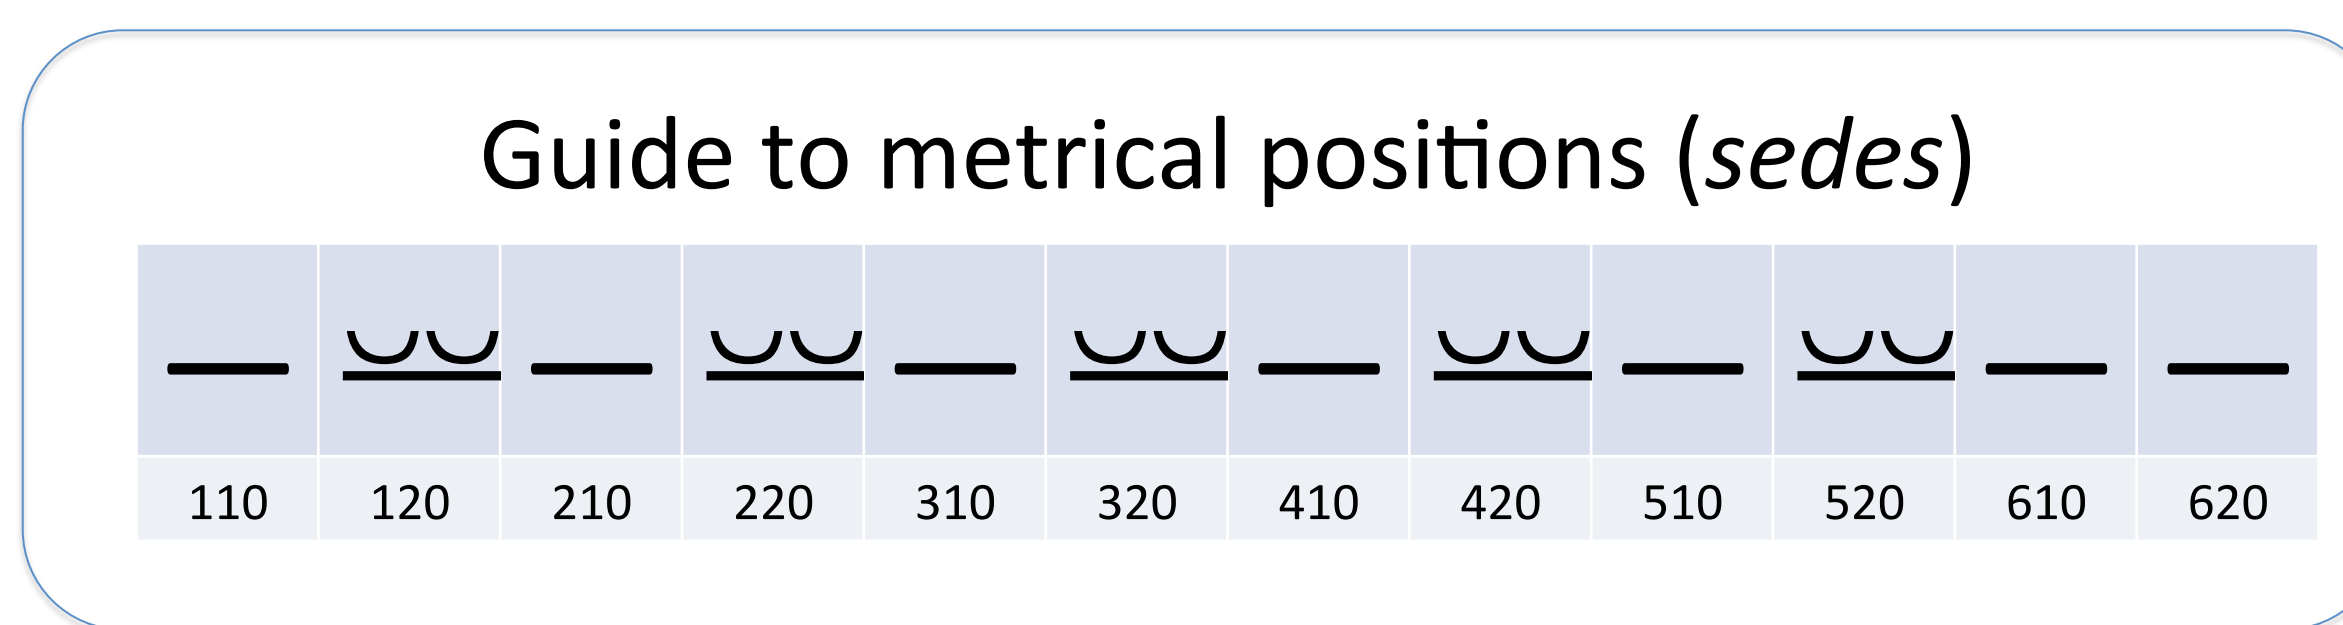 Guide to metrical positions (sedes)
— ⏕ — ⏕ — ⏕ — ⏕ — ⏕ — —
110 120 210 220 310 320 410 420 510 520 610 620